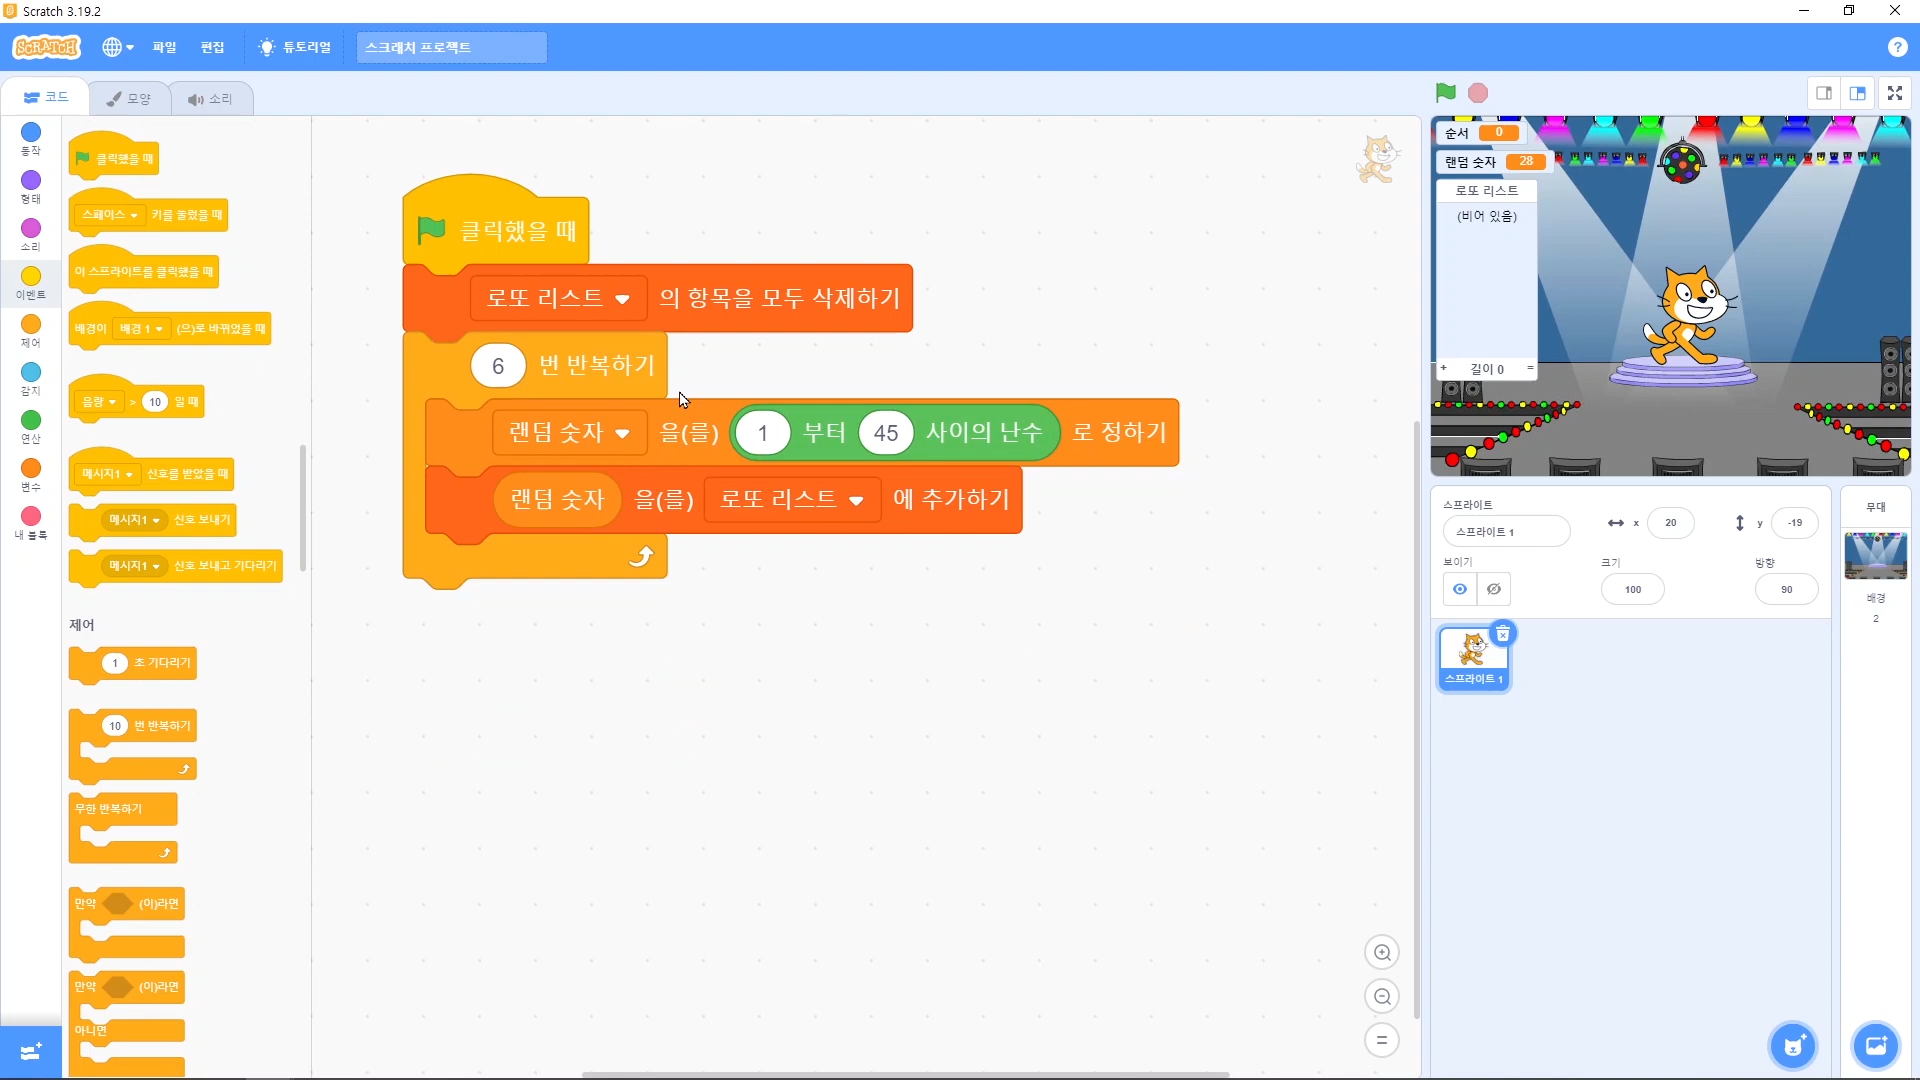 Scratch 3.19.2
SCRATCH
파일
편집
튜토리얼
스크래치 프로젝트
?
코드
모양
소리
동작
형태
소리
이벤트
제어
감지
연산
변수
내 블록
클릭했을 때
스페이스 키를 눌렀을 때
이 스프라이트를 클릭했을 때
배경이 배경 1 (으)로 바뀌었을 때
음량 > 10 일 때
메시지1 신호를 받았을 때
메시지1 신호 보내기
메시지1 신호 보내고 기다리기
제어
1 초 기다리기
10 번 반복하기
무한 반복하기
만약 (이)라면
만약 (이)라면
아니면
클릭했을 때
로또 리스트 의 항목을 모두 삭제하기
6 번 반복하기
랜덤 숫자 을(를) 1 부터 45 사이의 난수 로 정하기
랜덤 숫자 을(를) 로또 리스트 에 추가하기
순서 0
랜덤 숫자 28
로또 리스트
(비어 있음)
+ 길이 0 =
스프라이트
스프라이트 1
x 20
y -19
보이기
크기
100
방향
90
스프라이트 1
무대
배경
2